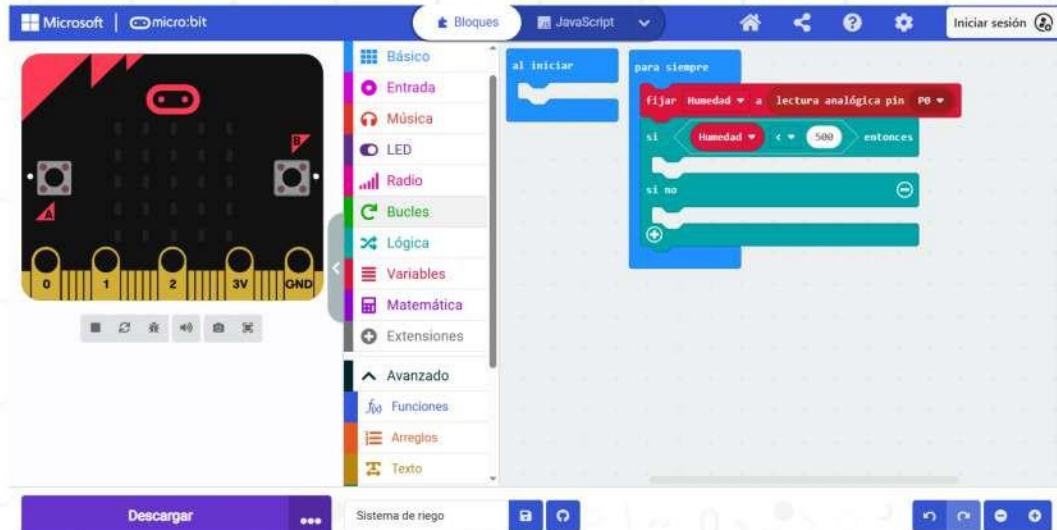 Microsoft | micro:bit
Bloques
JavaScript
Iniciar sesión
B
A
0 1 2 3V GND
Básico
Entrada
Música
LED
Radio
Bucles
Lógica
Variables
Matemática
Extensiones
Avanzado
f(x) Funciones
Arreglos
Texto
al iniciar
para siempre
fijar Humedad a lectura analógica pin P0
si Humedad < 500 entonces
si no
Descargar
Sistema de riego